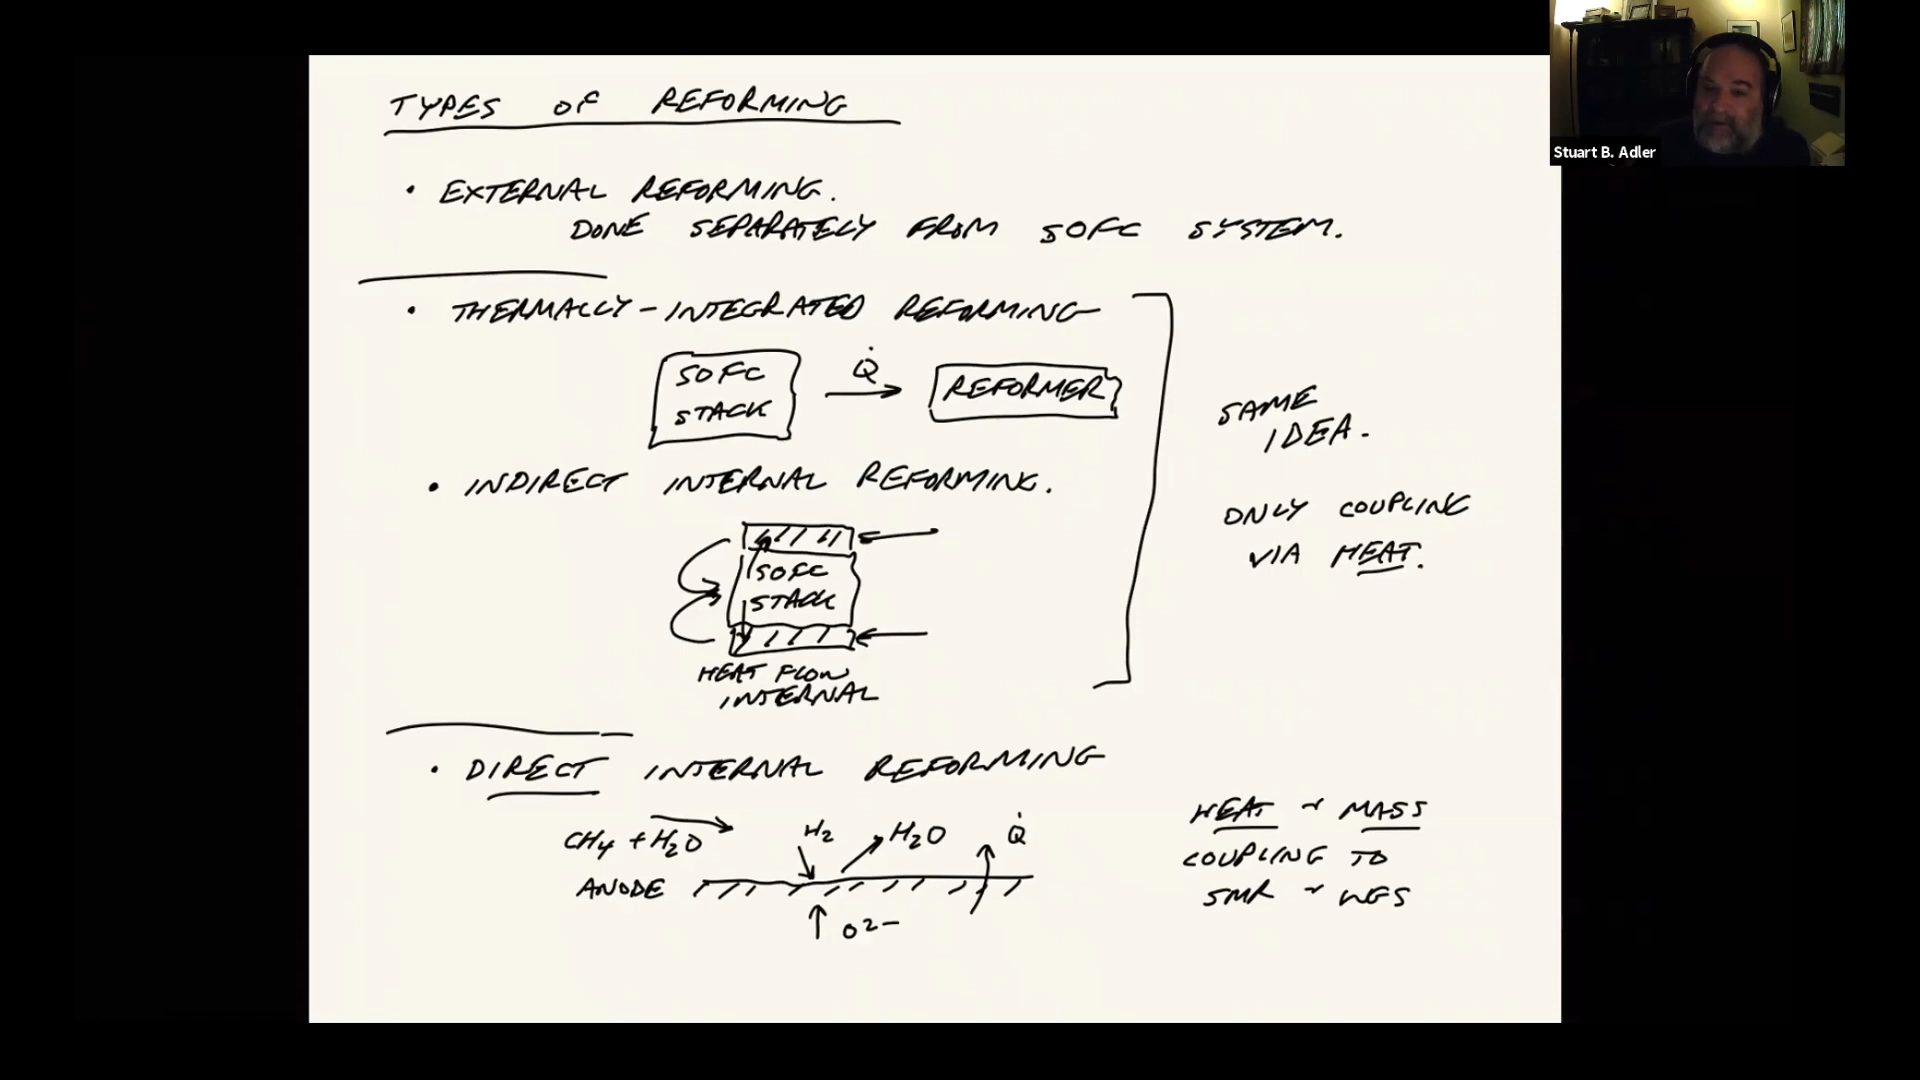 TYPES OF REFORMING
• EXTERNAL REFORMING.
DONE SEPARATELY FROM SOFC SYSTEM.
• THERMALLY-INTEGRATED REFORMING
SOFC
STACK
Q̇
REFORMER
• INDIRECT INTERNAL REFORMING.
SOFC
STACK
HEAT FLOW
INTERNAL
SAME
IDEA.
ONLY COUPLING
VIA HEAT.
• DIRECT INTERNAL REFORMING
CH4 + H2O
H2
H2O
Q̇
ANODE
O2-
HEAT ~ MASS
COUPLING TO
SMR ~ WGS
Stuart B. Adler